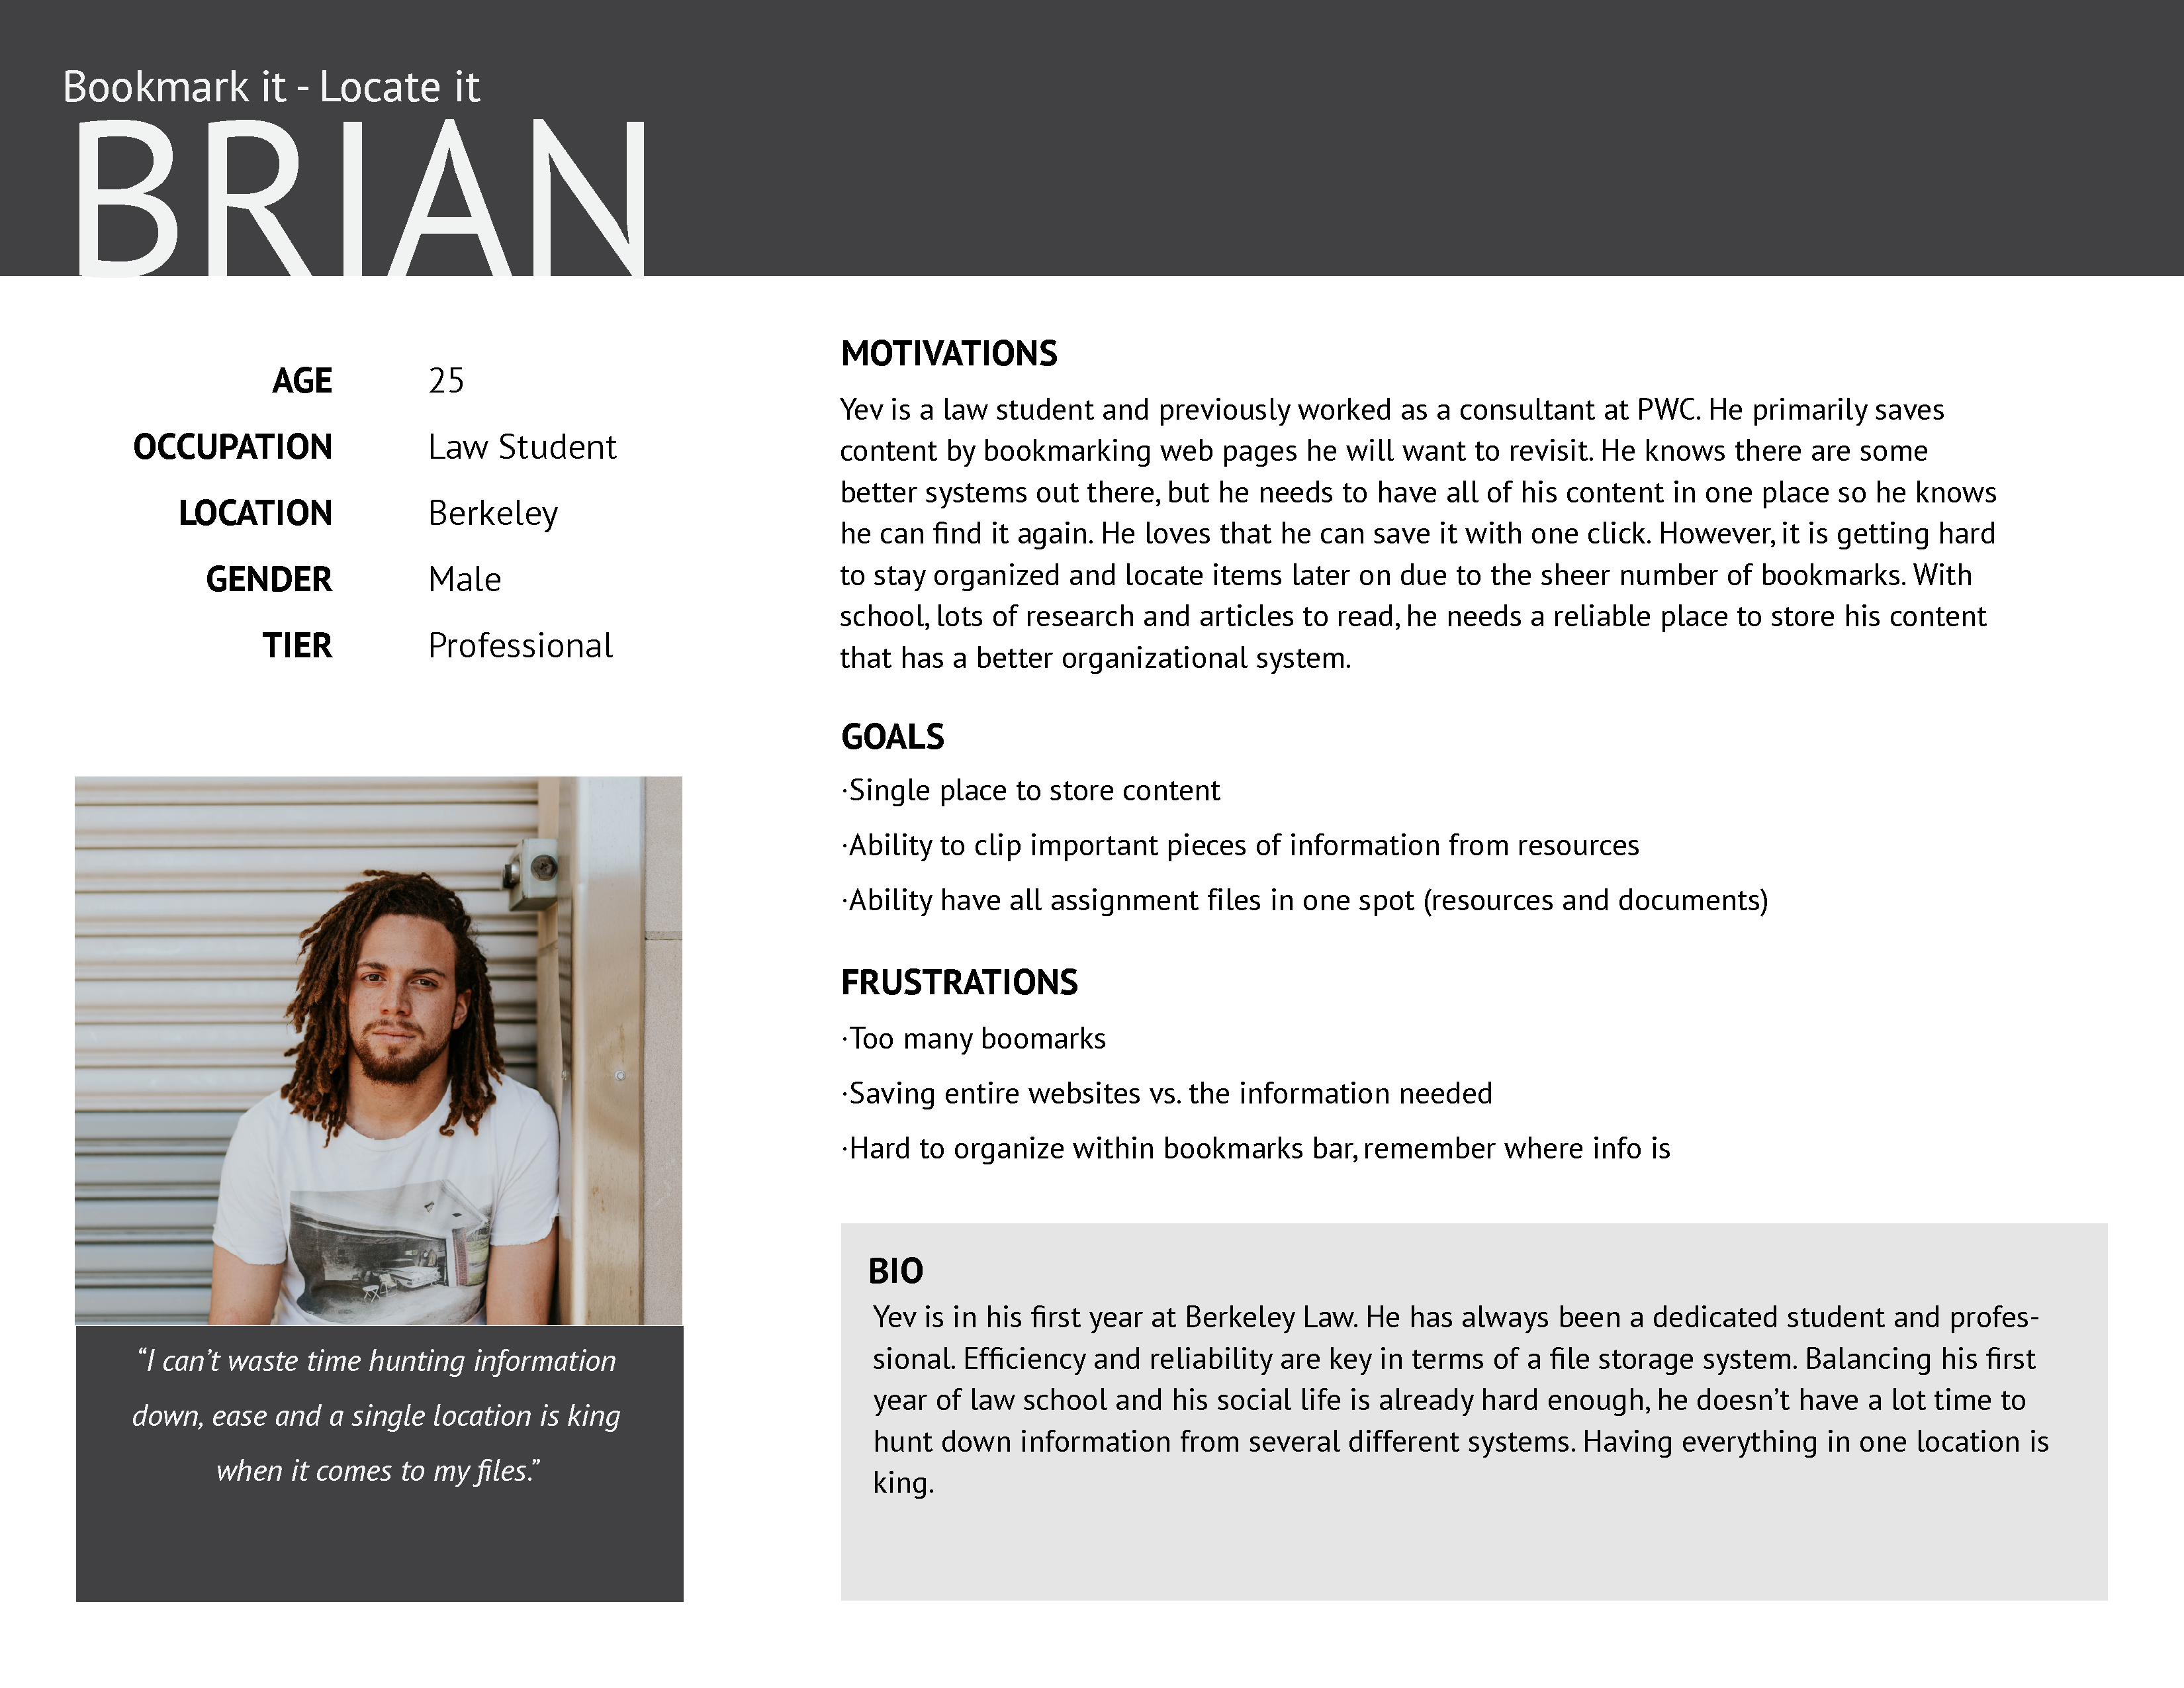 Bookmark it - Locate it
BRIAN
AGE 25
OCCUPATION Law Student
LOCATION Berkeley
GENDER Male
TIER Professional
“I can’t waste time hunting information
down, ease and a single location is king
when it comes to my files.”
MOTIVATIONS
Yev is a law student and previously worked as a consultant at PWC. He primarily saves
content by bookmarking web pages he will want to revisit. He knows there are some
better systems out there, but he needs to have all of his content in one place so he knows
he can find it again. He loves that he can save it with one click. However, it is getting hard
to stay organized and locate items later on due to the sheer number of bookmarks. With
school, lots of research and articles to read, he needs a reliable place to store his content
that has a better organizational system.
GOALS
·Single place to store content
·Ability to clip important pieces of information from resources
·Ability have all assignment files in one spot (resources and documents)
FRUSTRATIONS
·Too many boomarks
·Saving entire websites vs. the information needed
·Hard to organize within bookmarks bar, remember where info is
BIO
Yev is in his first year at Berkeley Law. He has always been a dedicated student and profes-
sional. Efficiency and reliability are key in terms of a file storage system. Balancing his first
year of law school and his social life is already hard enough, he doesn’t have a lot time to
hunt down information from several different systems. Having everything in one location is
king.